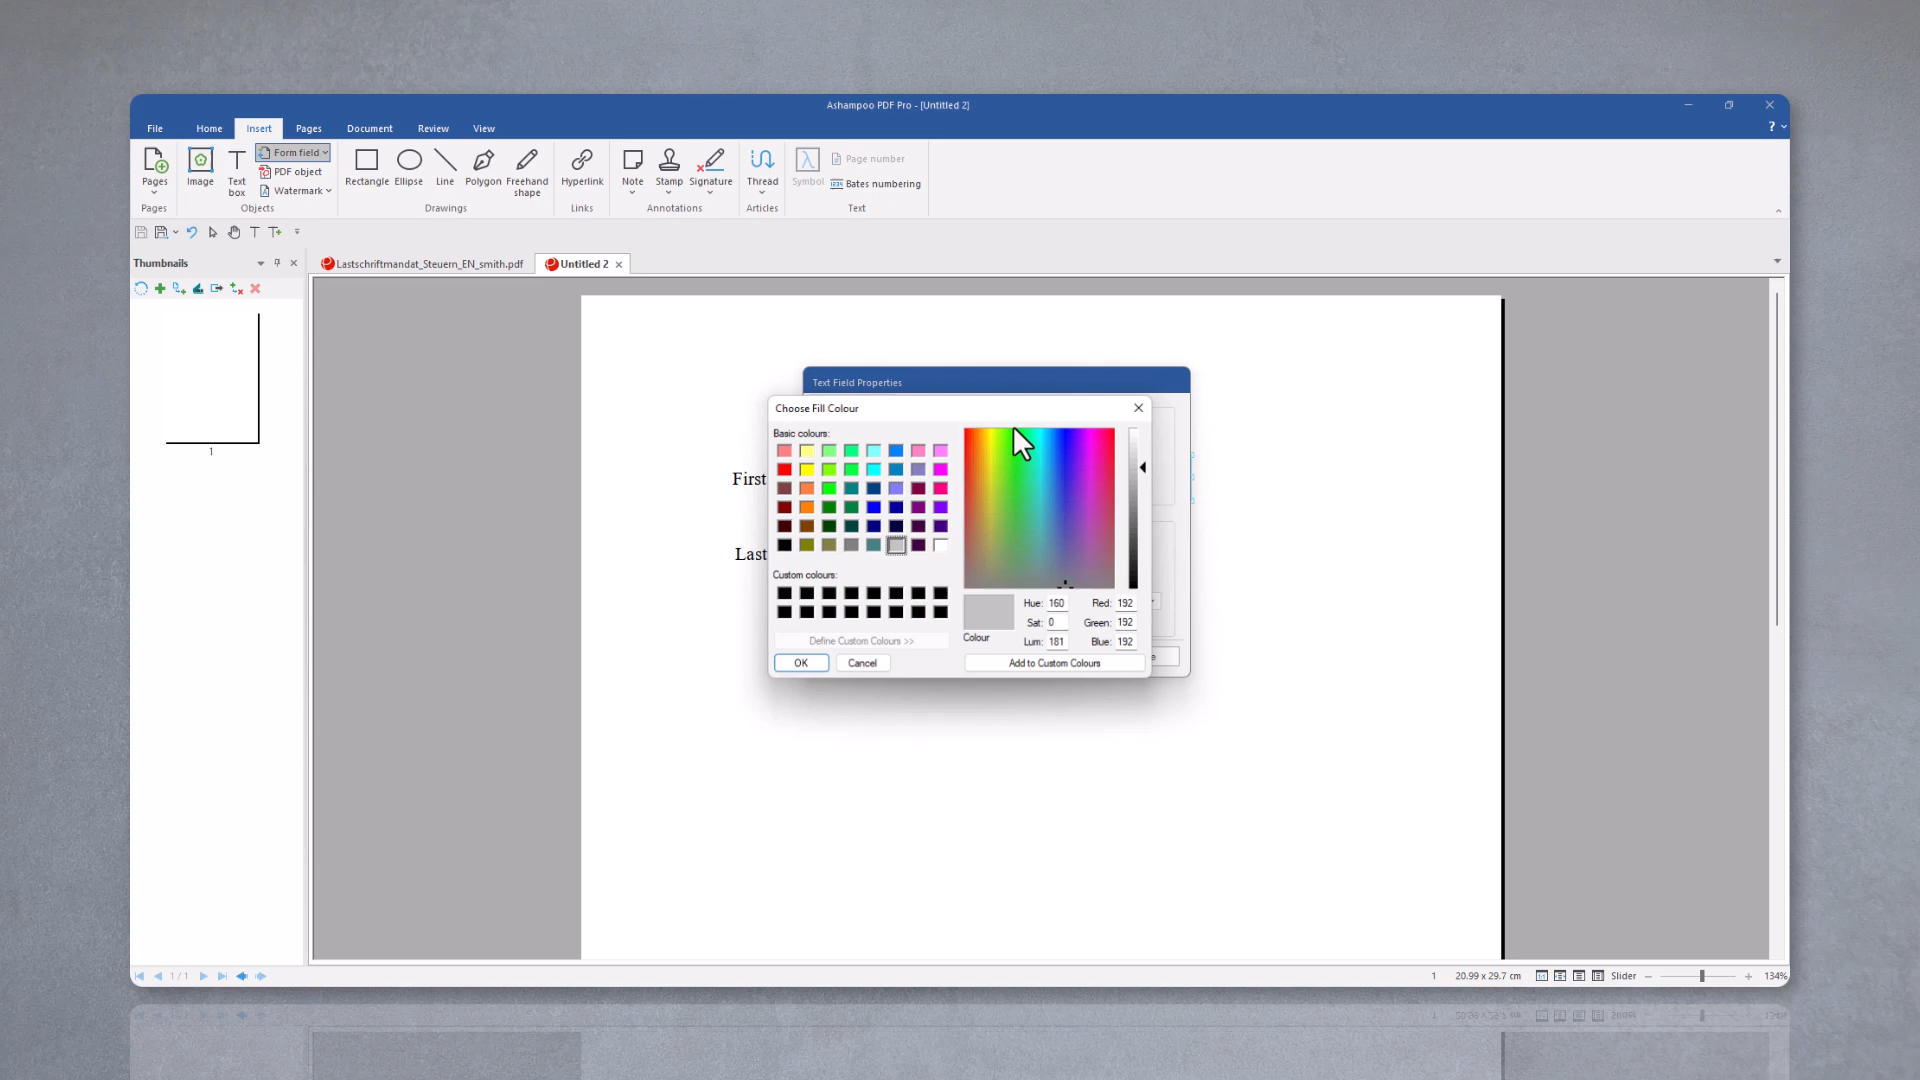 Ashampoo PDF Pro - [Untitled 2]
File Home Insert Pages Document Review View
?
Pages Image Text box Form field PDF object Watermark Rectangle Ellipse Line Polygon Freehand shape Hyperlink Note Stamp Signature Thread Symbol Page number Bates numbering
Pages Objects Drawings Links Annotations Articles Text
Thumbnails
Lastschriftmandat_Steuern_EN_smith.pdf Untitled 2
1
Text Field Properties
Choose Fill Colour
Basic colours:
First
Last
Custom colours:
Hue: 160 Red: 192
Sat: 0 Green: 192
Colour Lum: 181 Blue: 192
Define Custom Colours >>
OK Cancel Add to Custom Colours
1 / 1 1 20.99 x 29.7 cm Slider 134%